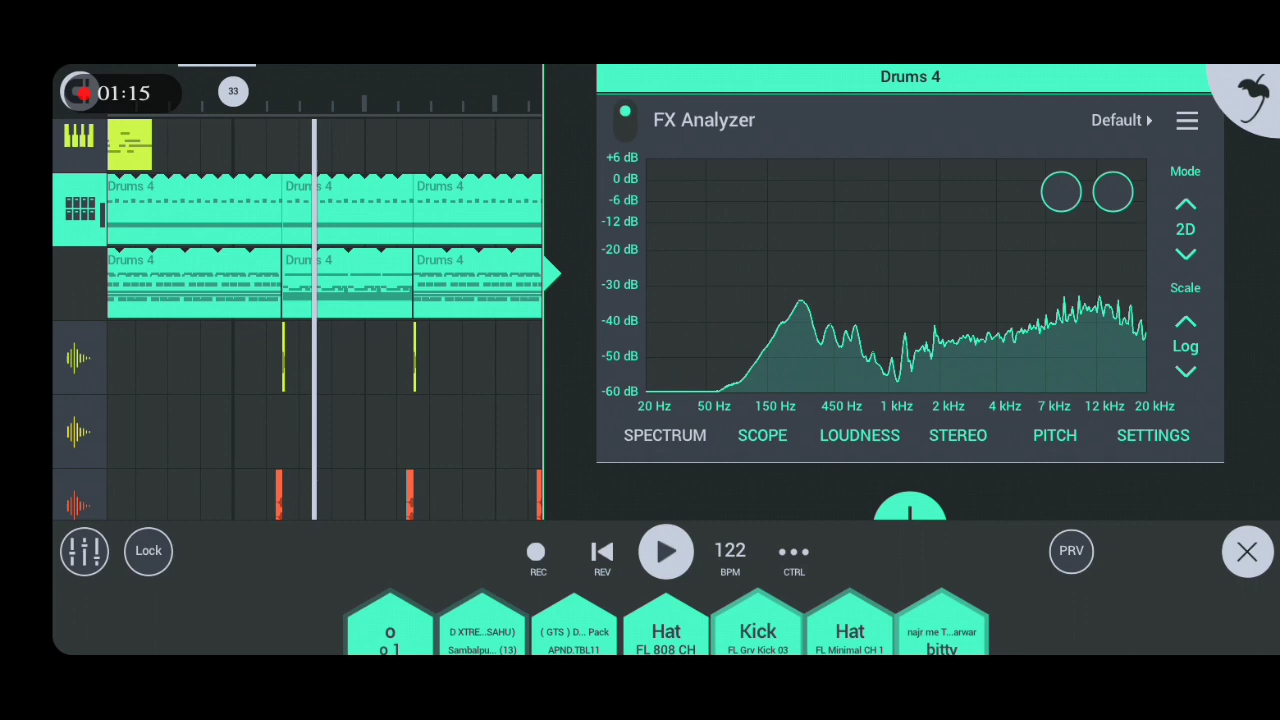 01:15
33
Drums 4
Drums 4
Drums 4
Drums 4
Drums 4
Drums 4
Drums 4
FX Analyzer
Default
+6 dB
0 dB
-6 dB
-12 dB
-20 dB
-30 dB
-40 dB
-50 dB
-60 dB
20 Hz 50 Hz 150 Hz 450 Hz 1 kHz 2 kHz 4 kHz 7 kHz 12 kHz 20 kHz
Mode
2D
Scale
Log
SPECTRUM SCOPE LOUDNESS STEREO PITCH SETTINGS
Lock
REC
REV
122
BPM
CTRL
PRV
o
o 1
D XTRE...SAHU)
Sambalpu... (13)
( GTS ) D... Pack
APND.TBL11
Hat
FL 808 CH
Kick
FL Grv Kick 03
Hat
FL Minimal CH 1
najr me T...arwar
bitty